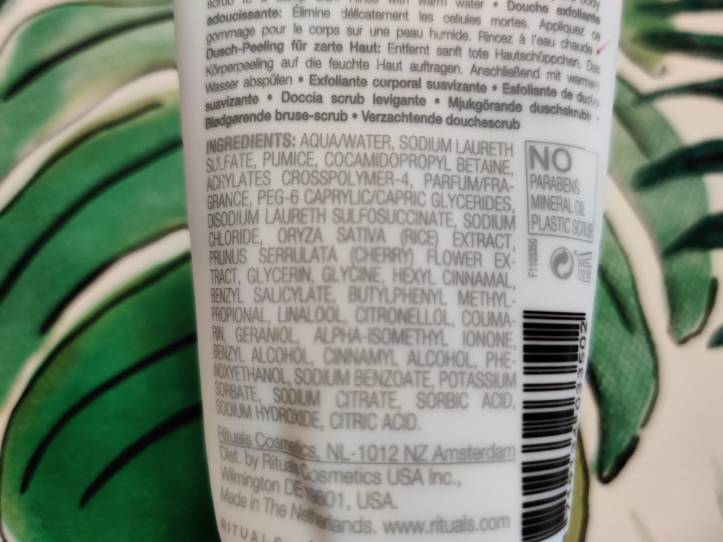 scrub to a damp skin. Rinse with warm water • Douche exfoliante
adoucissante: Élimine délicatement les cellules mortes. Appliquez ce
gommage pour le corps sur une peau humide. Rincez à l'eau chaude
Dusch-Peeling für zarte Haut: Entfernt sanft tote Hautschüppchen. Das
Körperpeeling auf die feuchte Haut auftragen. Anschließend mit warmem
Wasser abspülen • Exfoliante corporal suavizante • Esfoliante de duche
suavizante • Doccia scrub levigante • Mjukgörande duschskrubb •
Blødgørende bruse-scrub • Verzachtende douchescrub
INGREDIENTS: AQUA/WATER, SODIUM LAURETH
SULFATE, PUMICE, COCAMIDOPROPYL BETAINE,
ACRYLATES CROSSPOLYMER-4, PARFUM/FRA-
GRANCE, PEG-6 CAPRYLIC/CAPRIC GLYCERIDES,
DISODIUM LAURETH SULFOSUCCINATE, SODIUM
CHLORIDE, ORYZA SATIVA (RICE) EXTRACT,
PRUNUS SERRULATA (CHERRY) FLOWER EX-
TRACT, GLYCERIN, GLYCINE, HEXYL CINNAMAL,
BENZYL SALICYLATE, BUTYLPHENYL METHYL-
PROPIONAL, LINALOOL, CITRONELLOL, COUMA-
RIN, GERANIOL, ALPHA-ISOMETHYL IONONE,
BENZYL ALCOHOL, CINNAMYL ALCOHOL, PHE-
NOXYETHANOL, SODIUM BENZOATE, POTASSIUM
SORBATE, SODIUM CITRATE, SORBIC ACID,
SODIUM HYDROXIDE, CITRIC ACID.
Rituals Cosmetics, NL-1012 NZ Amsterdam
Dist. by Rituals Cosmetics USA Inc.,
Wilmington DE 19801, USA.
Made in The Netherlands. www.rituals.com
RITUALS
NO
PARABENS
MINERAL OIL
PLASTIC SCRUB